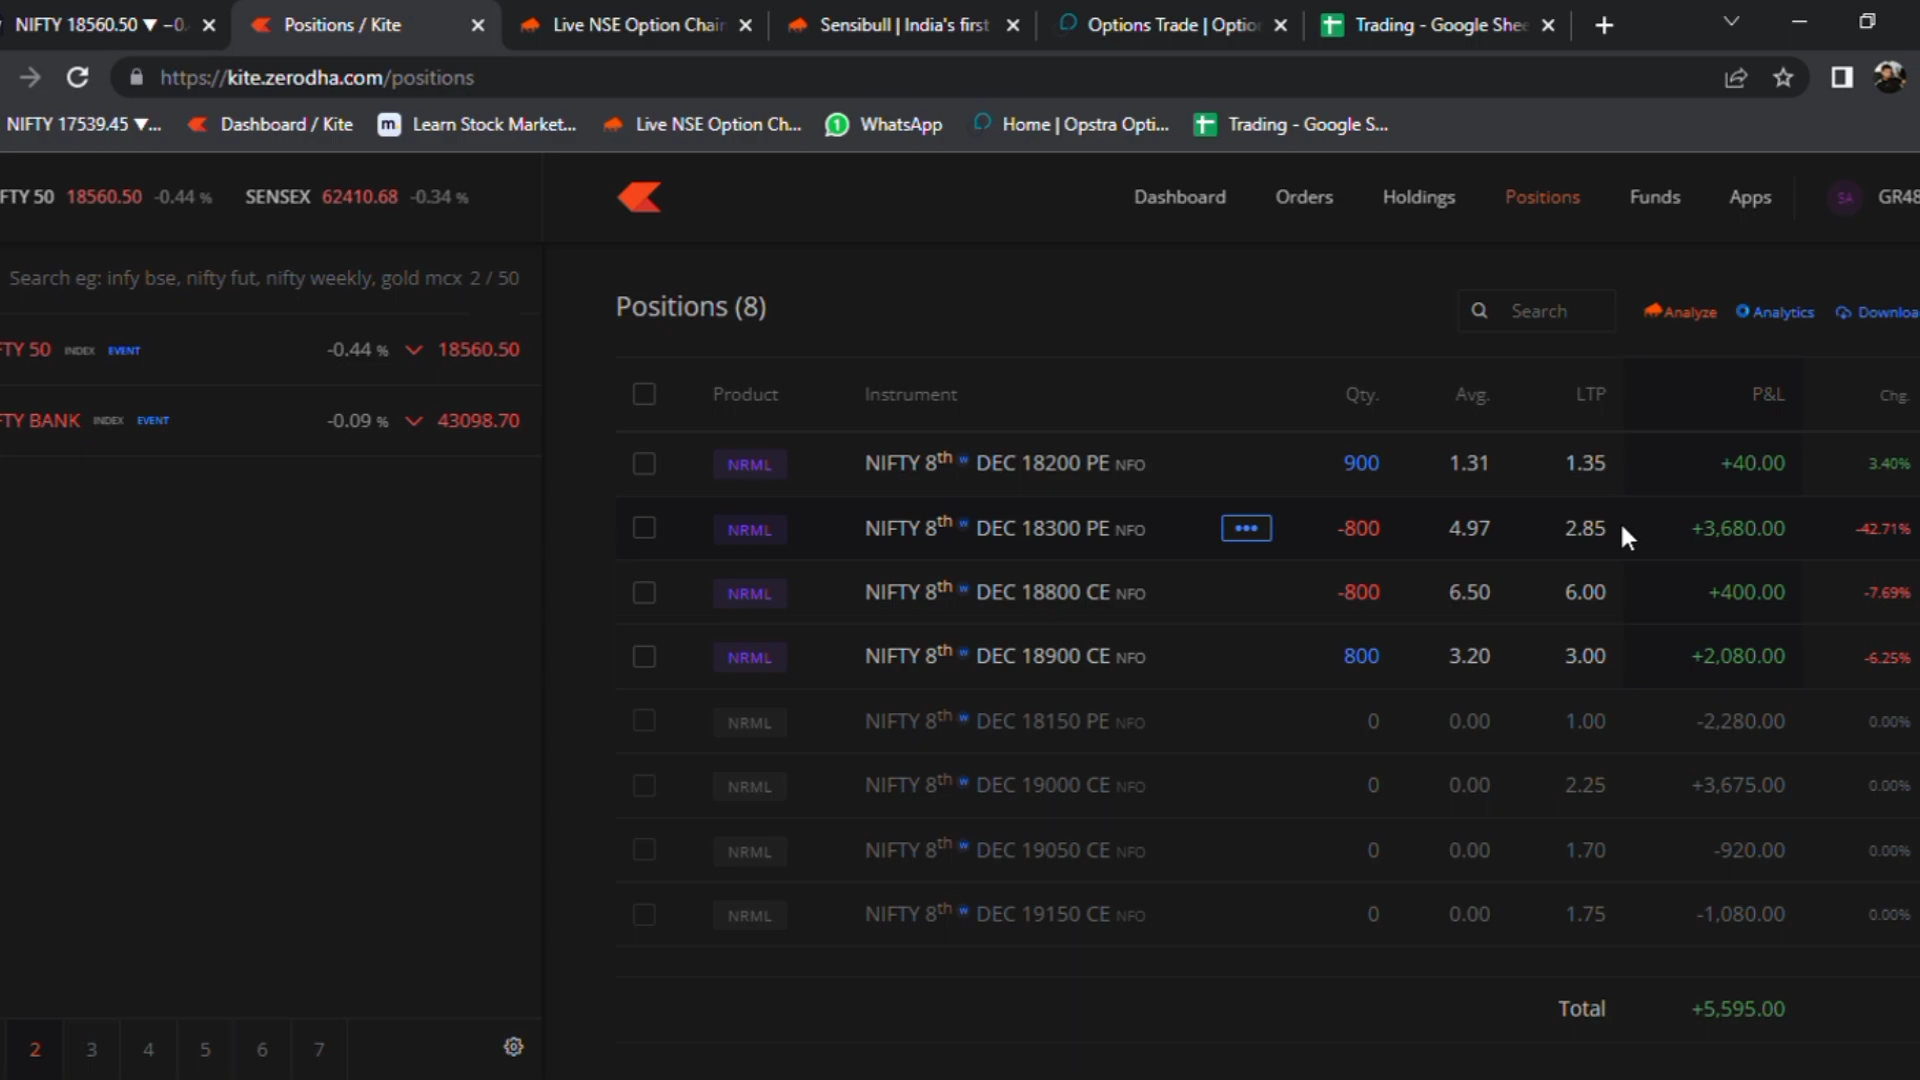 NIFTY 18560.50 ▼ −0.
Positions / Kite
Live NSE Option Chain
Sensibull | India's first
Options Trade | Optio
Trading - Google Shee
https://kite.zerodha.com/positions
NIFTY 17539.45 ▼...
Dashboard / Kite
m Learn Stock Market...
Live NSE Option Ch...
1 WhatsApp
Home | Opstra Opti...
Trading - Google S...
FTY 50 18560.50 -0.44 % SENSEX 62410.68 -0.34 %
Dashboard Orders Holdings Positions Funds Apps SA GR48
Search eg: infy bse, nifty fut, nifty weekly, gold mcx 2 / 50
FTY 50 INDEX EVENT -0.44 % 18560.50
FTY BANK INDEX EVENT -0.09 % 43098.70
Positions (8) Search Analyze Analytics Downloa
Product Instrument Qty. Avg. LTP P&L Chg.
NRML NIFTY 8th w DEC 18200 PE NFO 900 1.31 1.35 +40.00 3.40%
NRML NIFTY 8th w DEC 18300 PE NFO ••• -800 4.97 2.85 +3,680.00 -42.71%
NRML NIFTY 8th w DEC 18800 CE NFO -800 6.50 6.00 +400.00 -7.69%
NRML NIFTY 8th w DEC 18900 CE NFO 800 3.20 3.00 +2,080.00 -6.25%
NRML NIFTY 8th w DEC 18150 PE NFO 0 0.00 1.00 -2,280.00 0.00%
NRML NIFTY 8th w DEC 19000 CE NFO 0 0.00 2.25 +3,675.00 0.00%
NRML NIFTY 8th w DEC 19050 CE NFO 0 0.00 1.70 -920.00 0.00%
NRML NIFTY 8th w DEC 19150 CE NFO 0 0.00 1.75 -1,080.00 0.00%
Total +5,595.00
2 3 4 5 6 7